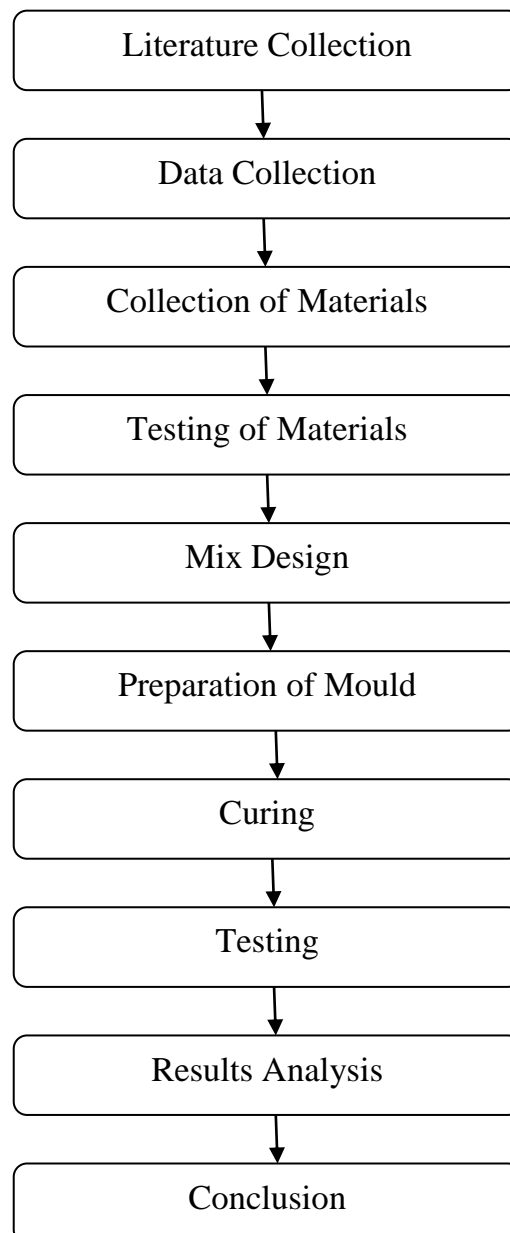 Literature Collection
Data Collection
Collection of Materials
Testing of Materials
Mix Design
Preparation of Mould
Curing
Testing
Results Analysis
Conclusion